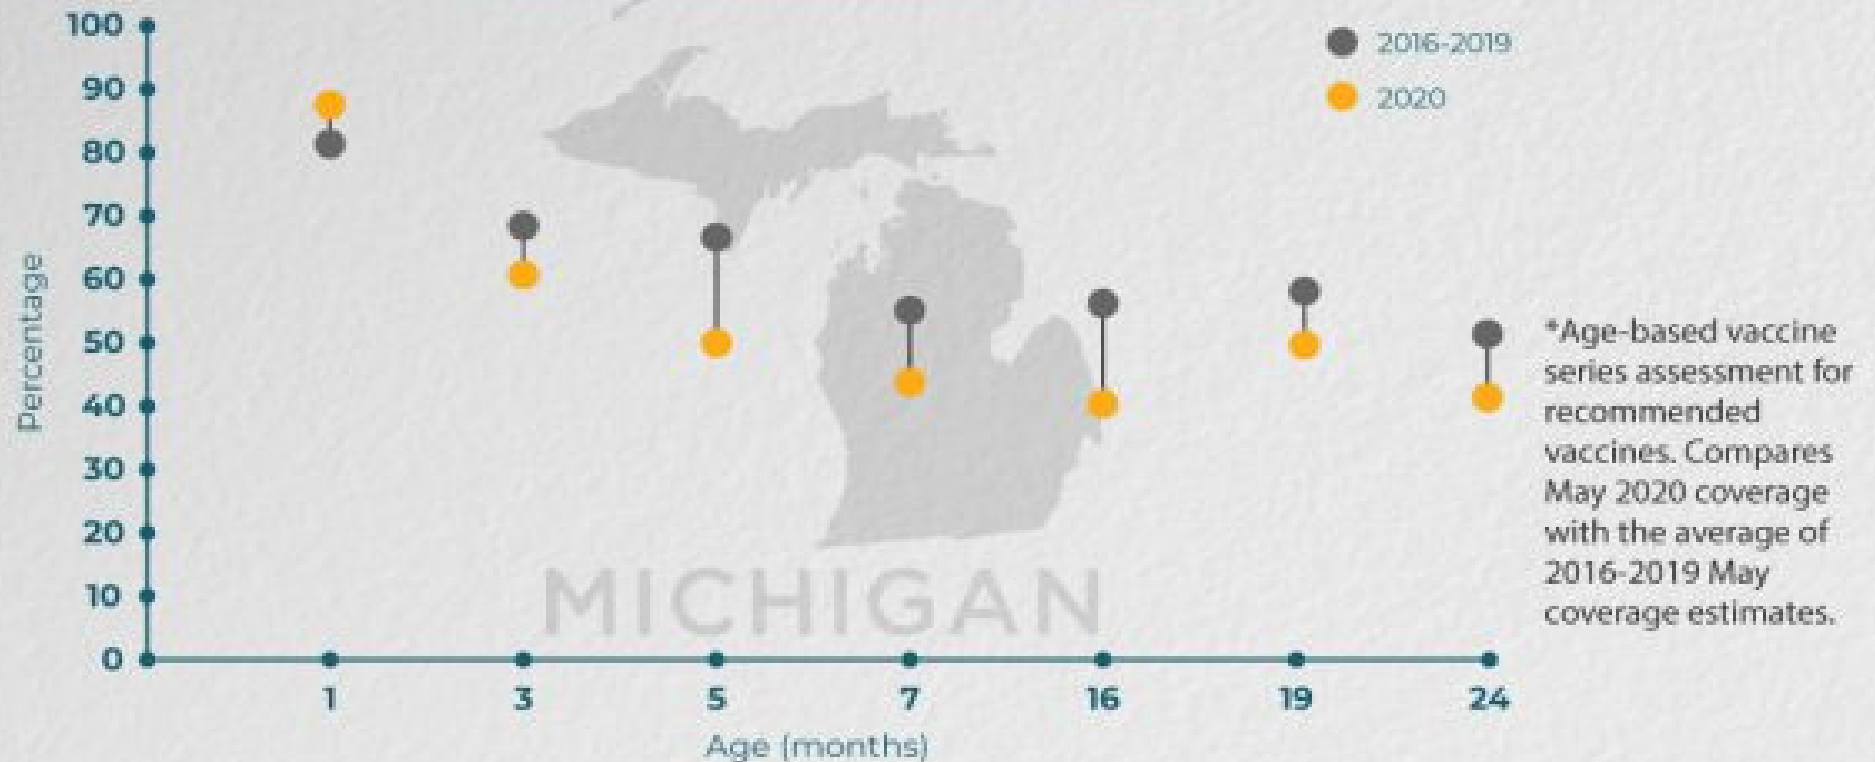 100
90
80
70
60
50
40
30
20
10
0
Percentage
2016-2019
2020
MICHIGAN
1 3 5 7 16 19 24
Age (months)
*Age-based vaccine
series assessment for
recommended
vaccines. Compares
May 2020 coverage
with the average of
2016-2019 May
coverage estimates.